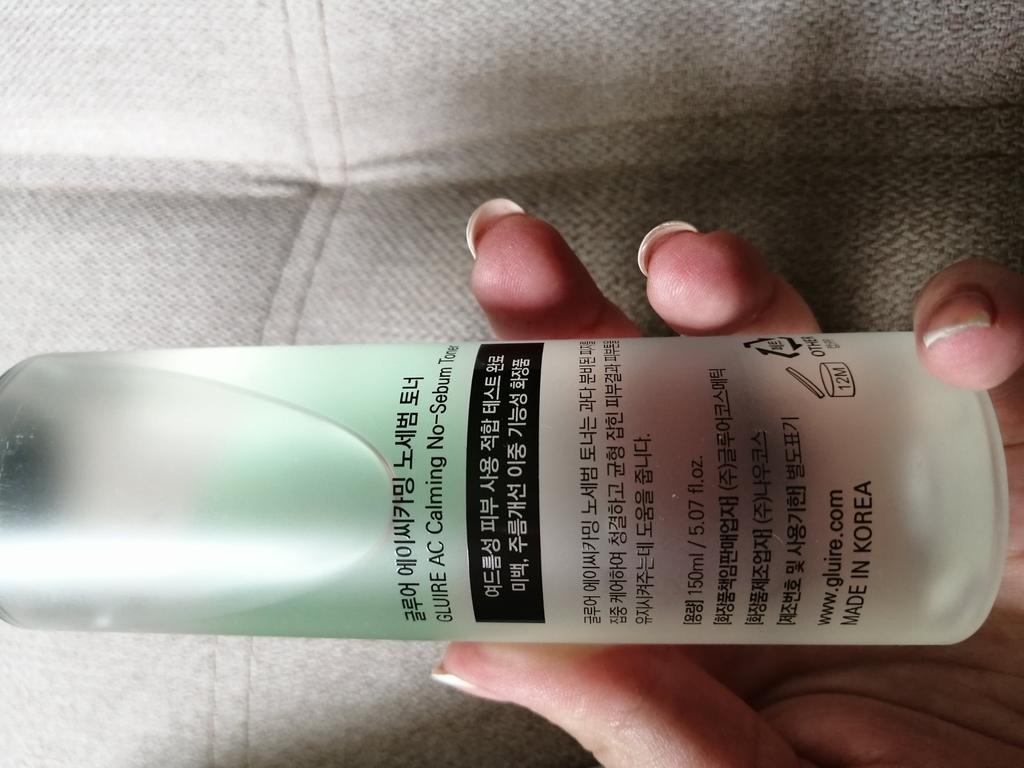 글루어 에이씨카밍 노세범 토너
GLUIRE AC Calming No-Sebum Toner
여드름성 피부 사용 적합 테스트 완료
미백, 주름개선 이중 기능성 화장품
글루어 에이씨카밍 노세범 토너는 과다 분비된 피지를
집중 케어하여 청결하고 균형 잡힌 피부결과 피부톤을
유지시켜주는데 도움을 줍니다.
[용량] 150ml / 5.07 fl.oz.
[화장품책임판매업자] (주)글루어코스메틱
[화장품제조업자] (주)나우코스
[제조번호 및 사용기한] 별도표기
www.gluire.com
MADE IN KOREA
12M
OTHER